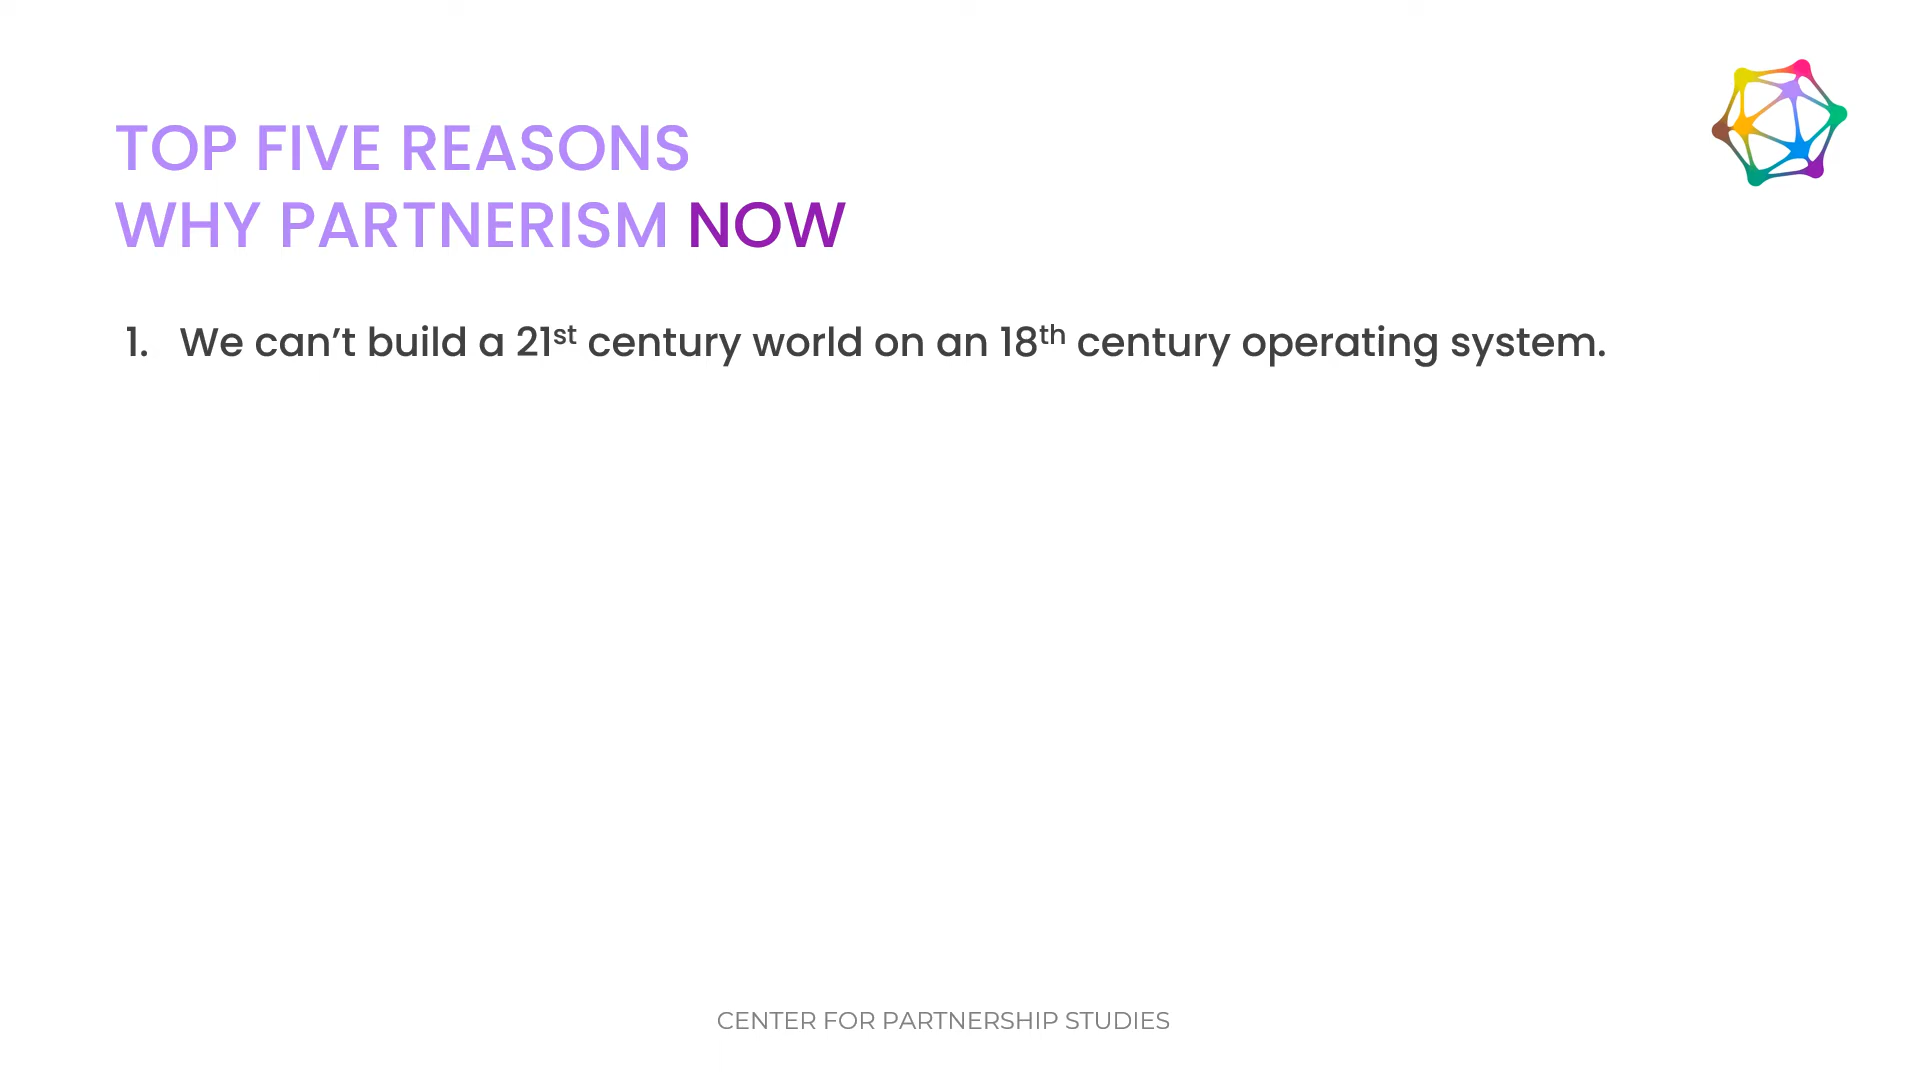 TOP FIVE REASONS
WHY PARTNERISM NOW
1. We can’t build a 21st century world on an 18th century operating system.
CENTER FOR PARTNERSHIP STUDIES